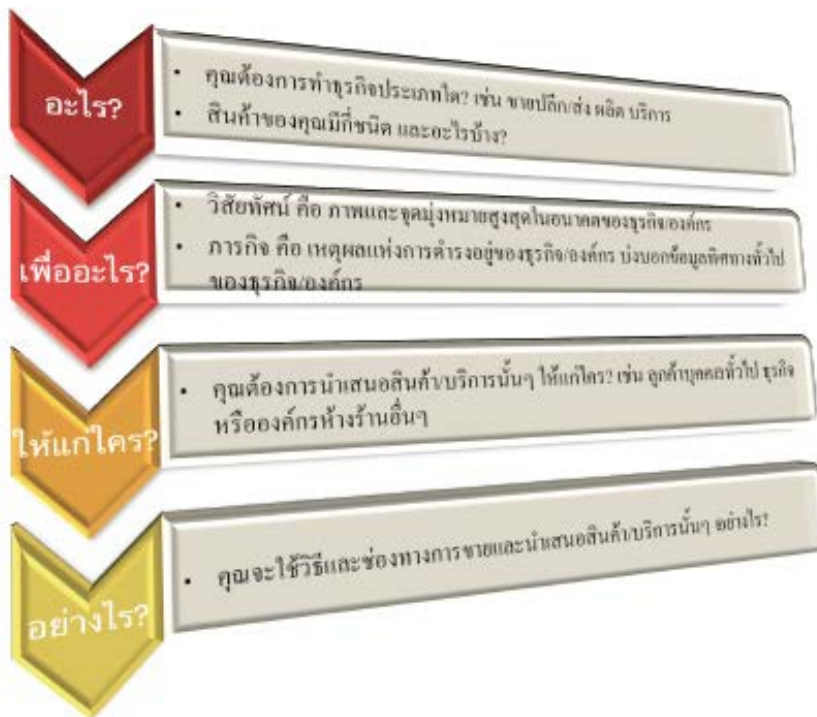 อะไร?
• คุณต้องการทำธุรกิจประเภทใด? เช่น ขายปลีก/ส่ง ผลิต บริการ
• สินค้าของคุณมีกี่ชนิด และอะไรบ้าง?
เพื่ออะไร?
• วิสัยทัศน์ คือ ภาพและจุดมุ่งหมายสูงสุดในอนาคตของธุรกิจ/องค์กร
• ภารกิจ คือ เหตุผลแห่งการดำรงอยู่ของธุรกิจ/องค์กร บ่งบอกข้อมูลทิศทางทั่วไป
ของธุรกิจ/องค์กร
ให้แก่ใคร?
• คุณต้องการนำเสนอสินค้า/บริการนั้นๆ ให้แก่ใคร? เช่น ลูกค้าบุคคลทั่วไป ธุรกิจ
หรือองค์กรห้างร้านอื่นๆ
อย่างไร?
• คุณจะใช้วิธีและช่องทางการขายและนำเสนอสินค้า/บริการนั้นๆ อย่างไร?